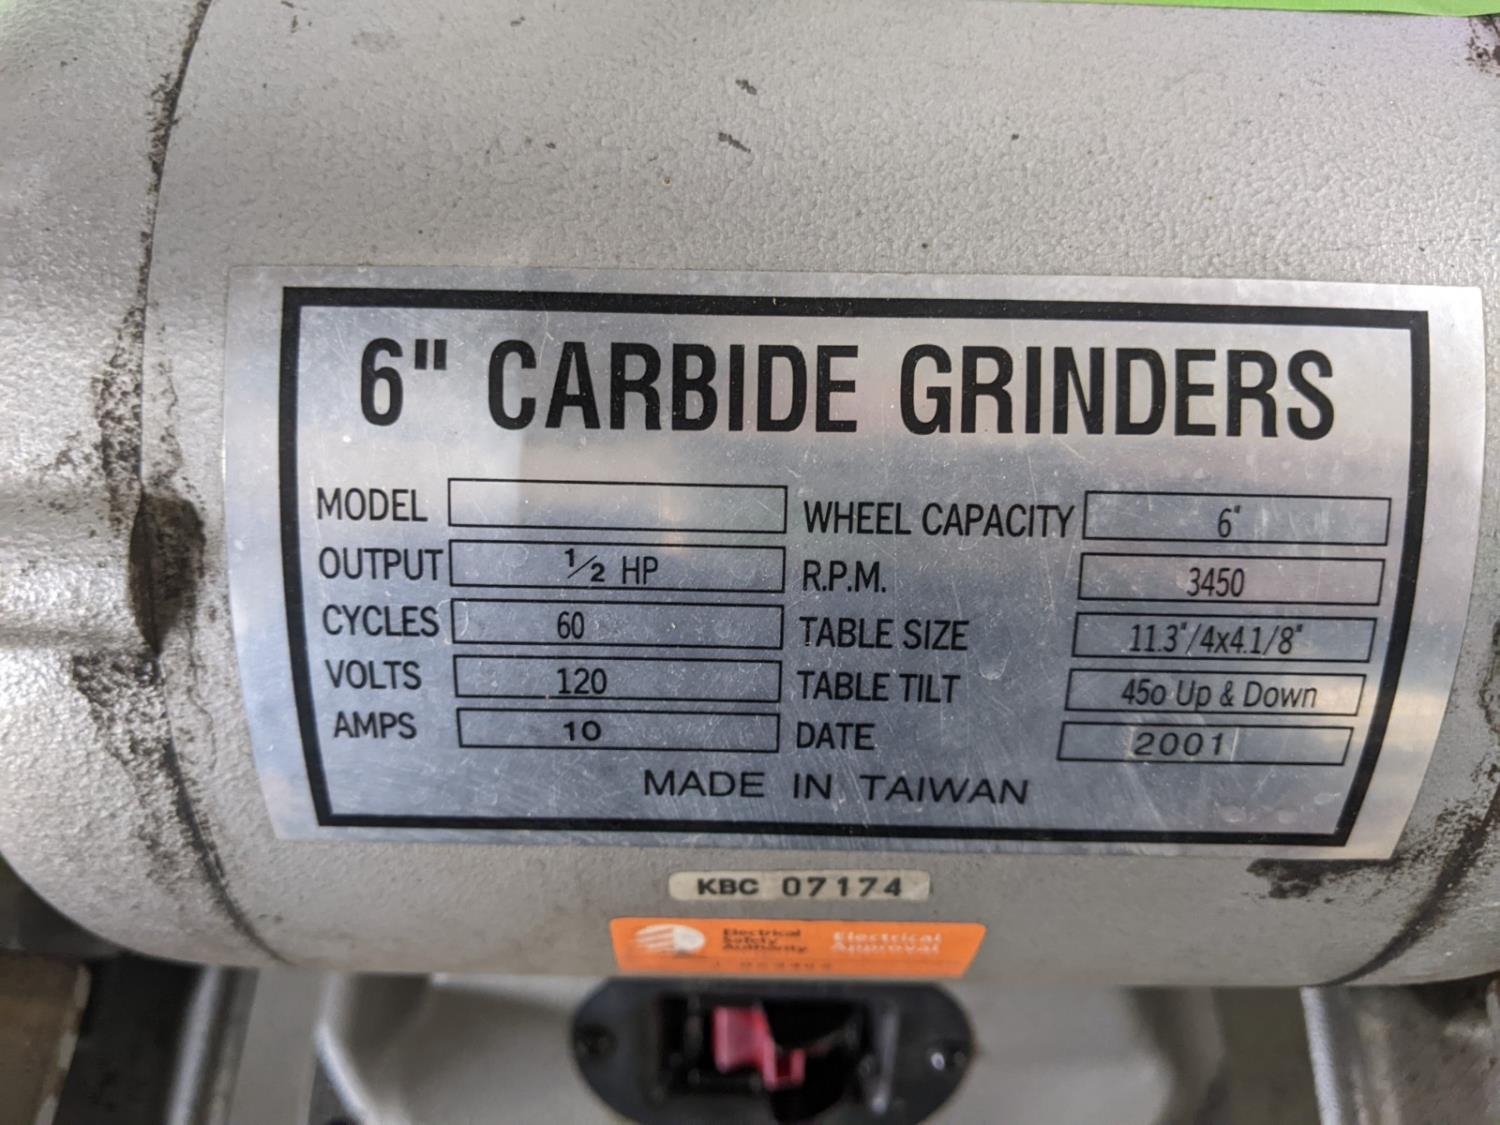 6" CARBIDE GRINDERS
MODEL
OUTPUT 1/2 HP
CYCLES 60
VOLTS 120
AMPS 10
WHEEL CAPACITY 6"
R.P.M. 3450
TABLE SIZE 11.3"/4x4.1/8"
TABLE TILT 45o Up & Down
DATE 2001
MADE IN TAIWAN
KBC 07174
Electrical
Safety
Authority
Electrical
Approval